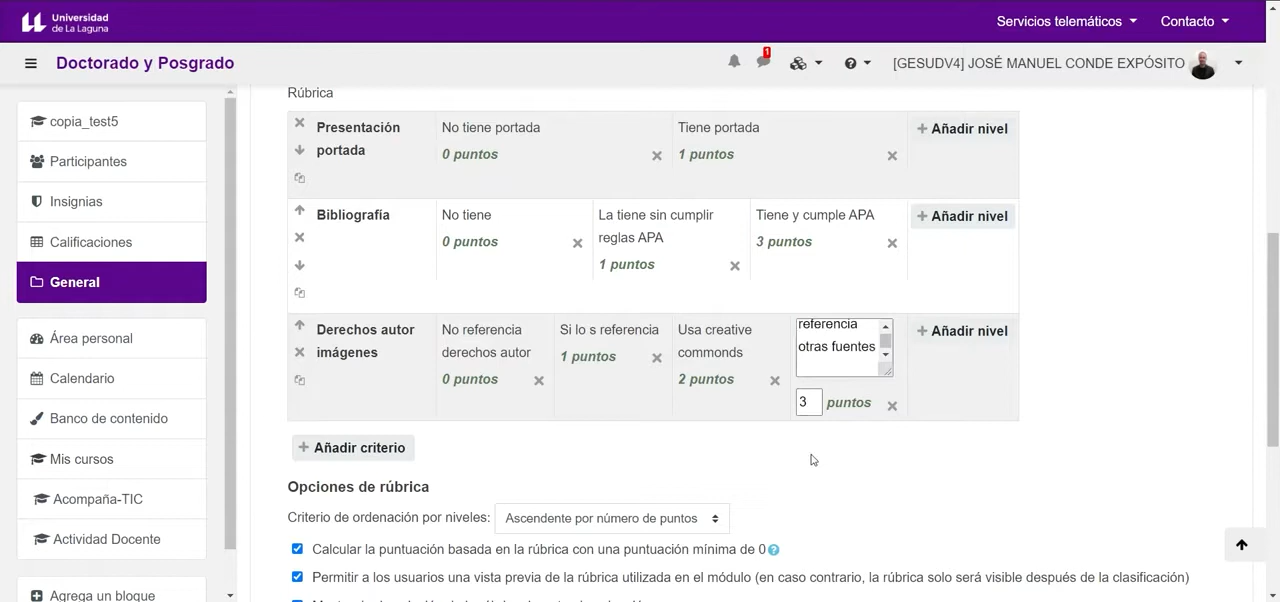 Universidad
de La Laguna
Servicios telemáticos
Contacto
Doctorado y Posgrado
1
[GESUDV4] JOSÉ MANUEL CONDE EXPÓSITO
copia_test5
Participantes
Insignias
Calificaciones
General
Área personal
Calendario
Banco de contenido
Mis cursos
Acompaña-TIC
Actividad Docente
Agrega un bloque
Rúbrica
Presentación
portada
No tiene portada
0 puntos
Tiene portada
1 puntos
Añadir nivel
Bibliografía
No tiene
0 puntos
La tiene sin cumplir
reglas APA
1 puntos
Tiene y cumple APA
3 puntos
Añadir nivel
Derechos autor
imágenes
No referencia
derechos autor
0 puntos
Si lo s referencia
1 puntos
Usa creative
commonds
2 puntos
referencia
otras fuentes
3 puntos
Añadir nivel
Añadir criterio
Opciones de rúbrica
Criterio de ordenación por niveles: Ascendente por número de puntos
Calcular la puntuación basada en la rúbrica con una puntuación mínima de 0
Permitir a los usuarios una vista previa de la rúbrica utilizada en el módulo (en caso contrario, la rúbrica solo será visible después de la clasificación)